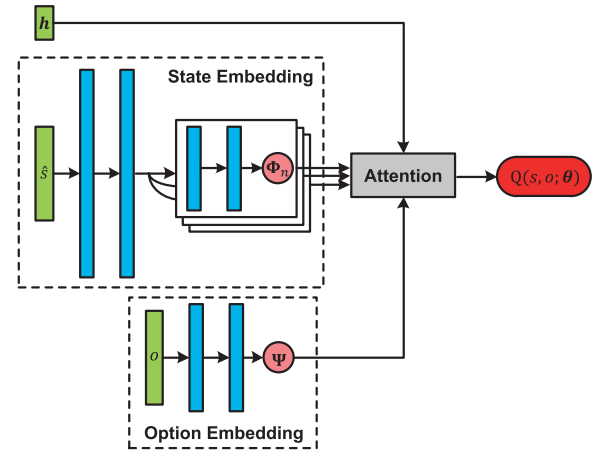 h
State Embedding
ŝ
Φn
Attention
Q(s, o; θ)
o
Ψ
Option Embedding